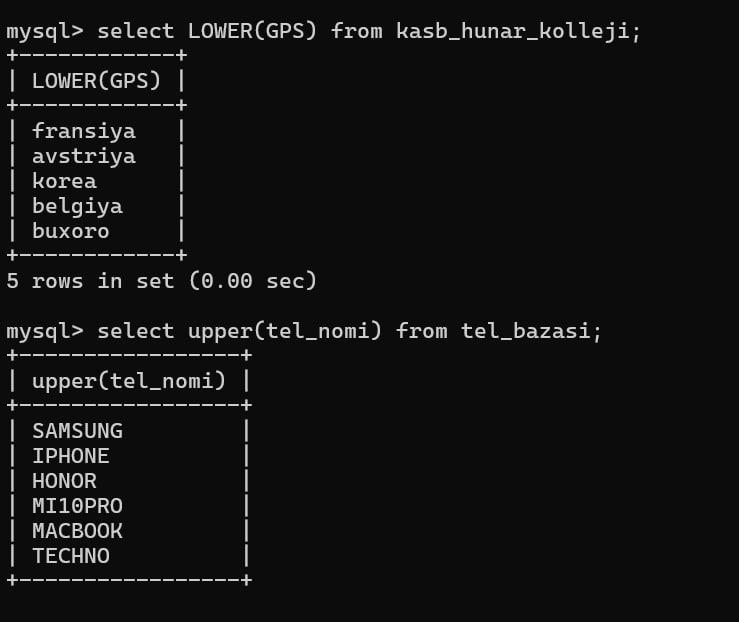 mysql> select LOWER(GPS) from kasb_hunar_kolleji;
+------------+
| LOWER(GPS) |
+------------+
| fransiya   |
| avstriya   |
| korea      |
| belgiya    |
| buxoro     |
+------------+
5 rows in set (0.00 sec)
mysql> select upper(tel_nomi) from tel_bazasi;
+-----------------+
| upper(tel_nomi) |
+-----------------+
| SAMSUNG         |
| IPHONE          |
| HONOR           |
| MI10PRO         |
| MACBOOK         |
| TECHNO          |
+-----------------+